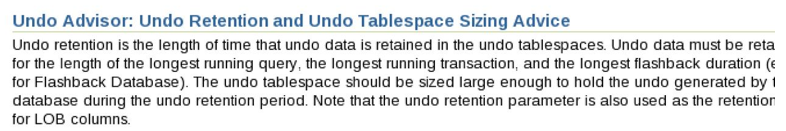 Undo Advisor: Undo Retention and Undo Tablespace Sizing Advice
Undo retention is the length of time that undo data is retained in the undo tablespaces. Undo data must be
for the length of the longest running query, the longest running transaction, and the longest flashback duration
for Flashback Database). The undo tablespace should be sized large enough to hold the undo generated by
database during the undo retention period. Note that the undo retention parameter is also used as the retention
for LOB columns.